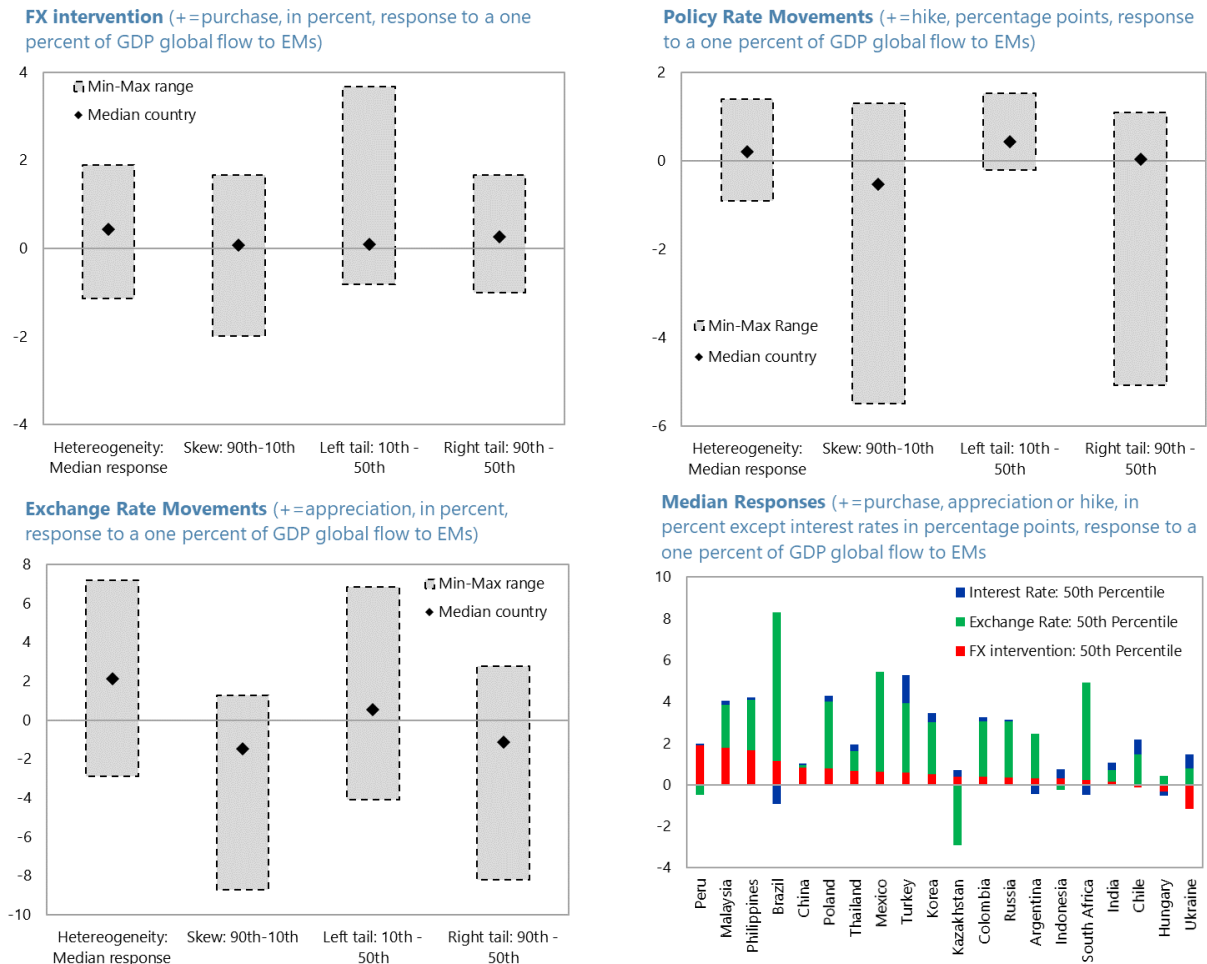 FX intervention (+=purchase, in percent, response to a one
percent of GDP global flow to EMs)
4
2
0
-2
-4
Min-Max range
Median country
Hetereogeneity:
Median response
Skew: 90th-10th
Left tail: 10th -
50th
Right tail: 90th -
50th
Policy Rate Movements (+=hike, percentage points, response
to a one percent of GDP global flow to EMs)
2
0
-2
-4
-6
Min-Max Range
Median country
Hetereogeneity:
Median response
Skew: 90th-10th
Left tail: 10th -
50th
Right tail: 90th -
50th
Exchange Rate Movements (+=appreciation, in percent,
response to a one percent of GDP global flow to EMs)
8
6
4
2
0
-2
-4
-6
-8
-10
Min-Max range
Median country
Hetereogeneity:
Median response
Skew: 90th-10th
Left tail: 10th -
50th
Right tail: 90th -
50th
Median Responses (+=purchase, appreciation or hike, in
percent except interest rates in percentage points, response to a
one percent of GDP global flow to EMs
10
8
6
4
2
0
-2
-4
Interest Rate: 50th Percentile
Exchange Rate: 50th Percentile
FX intervention: 50th Percentile
Peru
Malaysia
Philippines
Brazil
China
Poland
Thailand
Mexico
Turkey
Korea
Kazakhstan
Colombia
Russia
Argentina
Indonesia
South Africa
India
Chile
Hungary
Ukraine